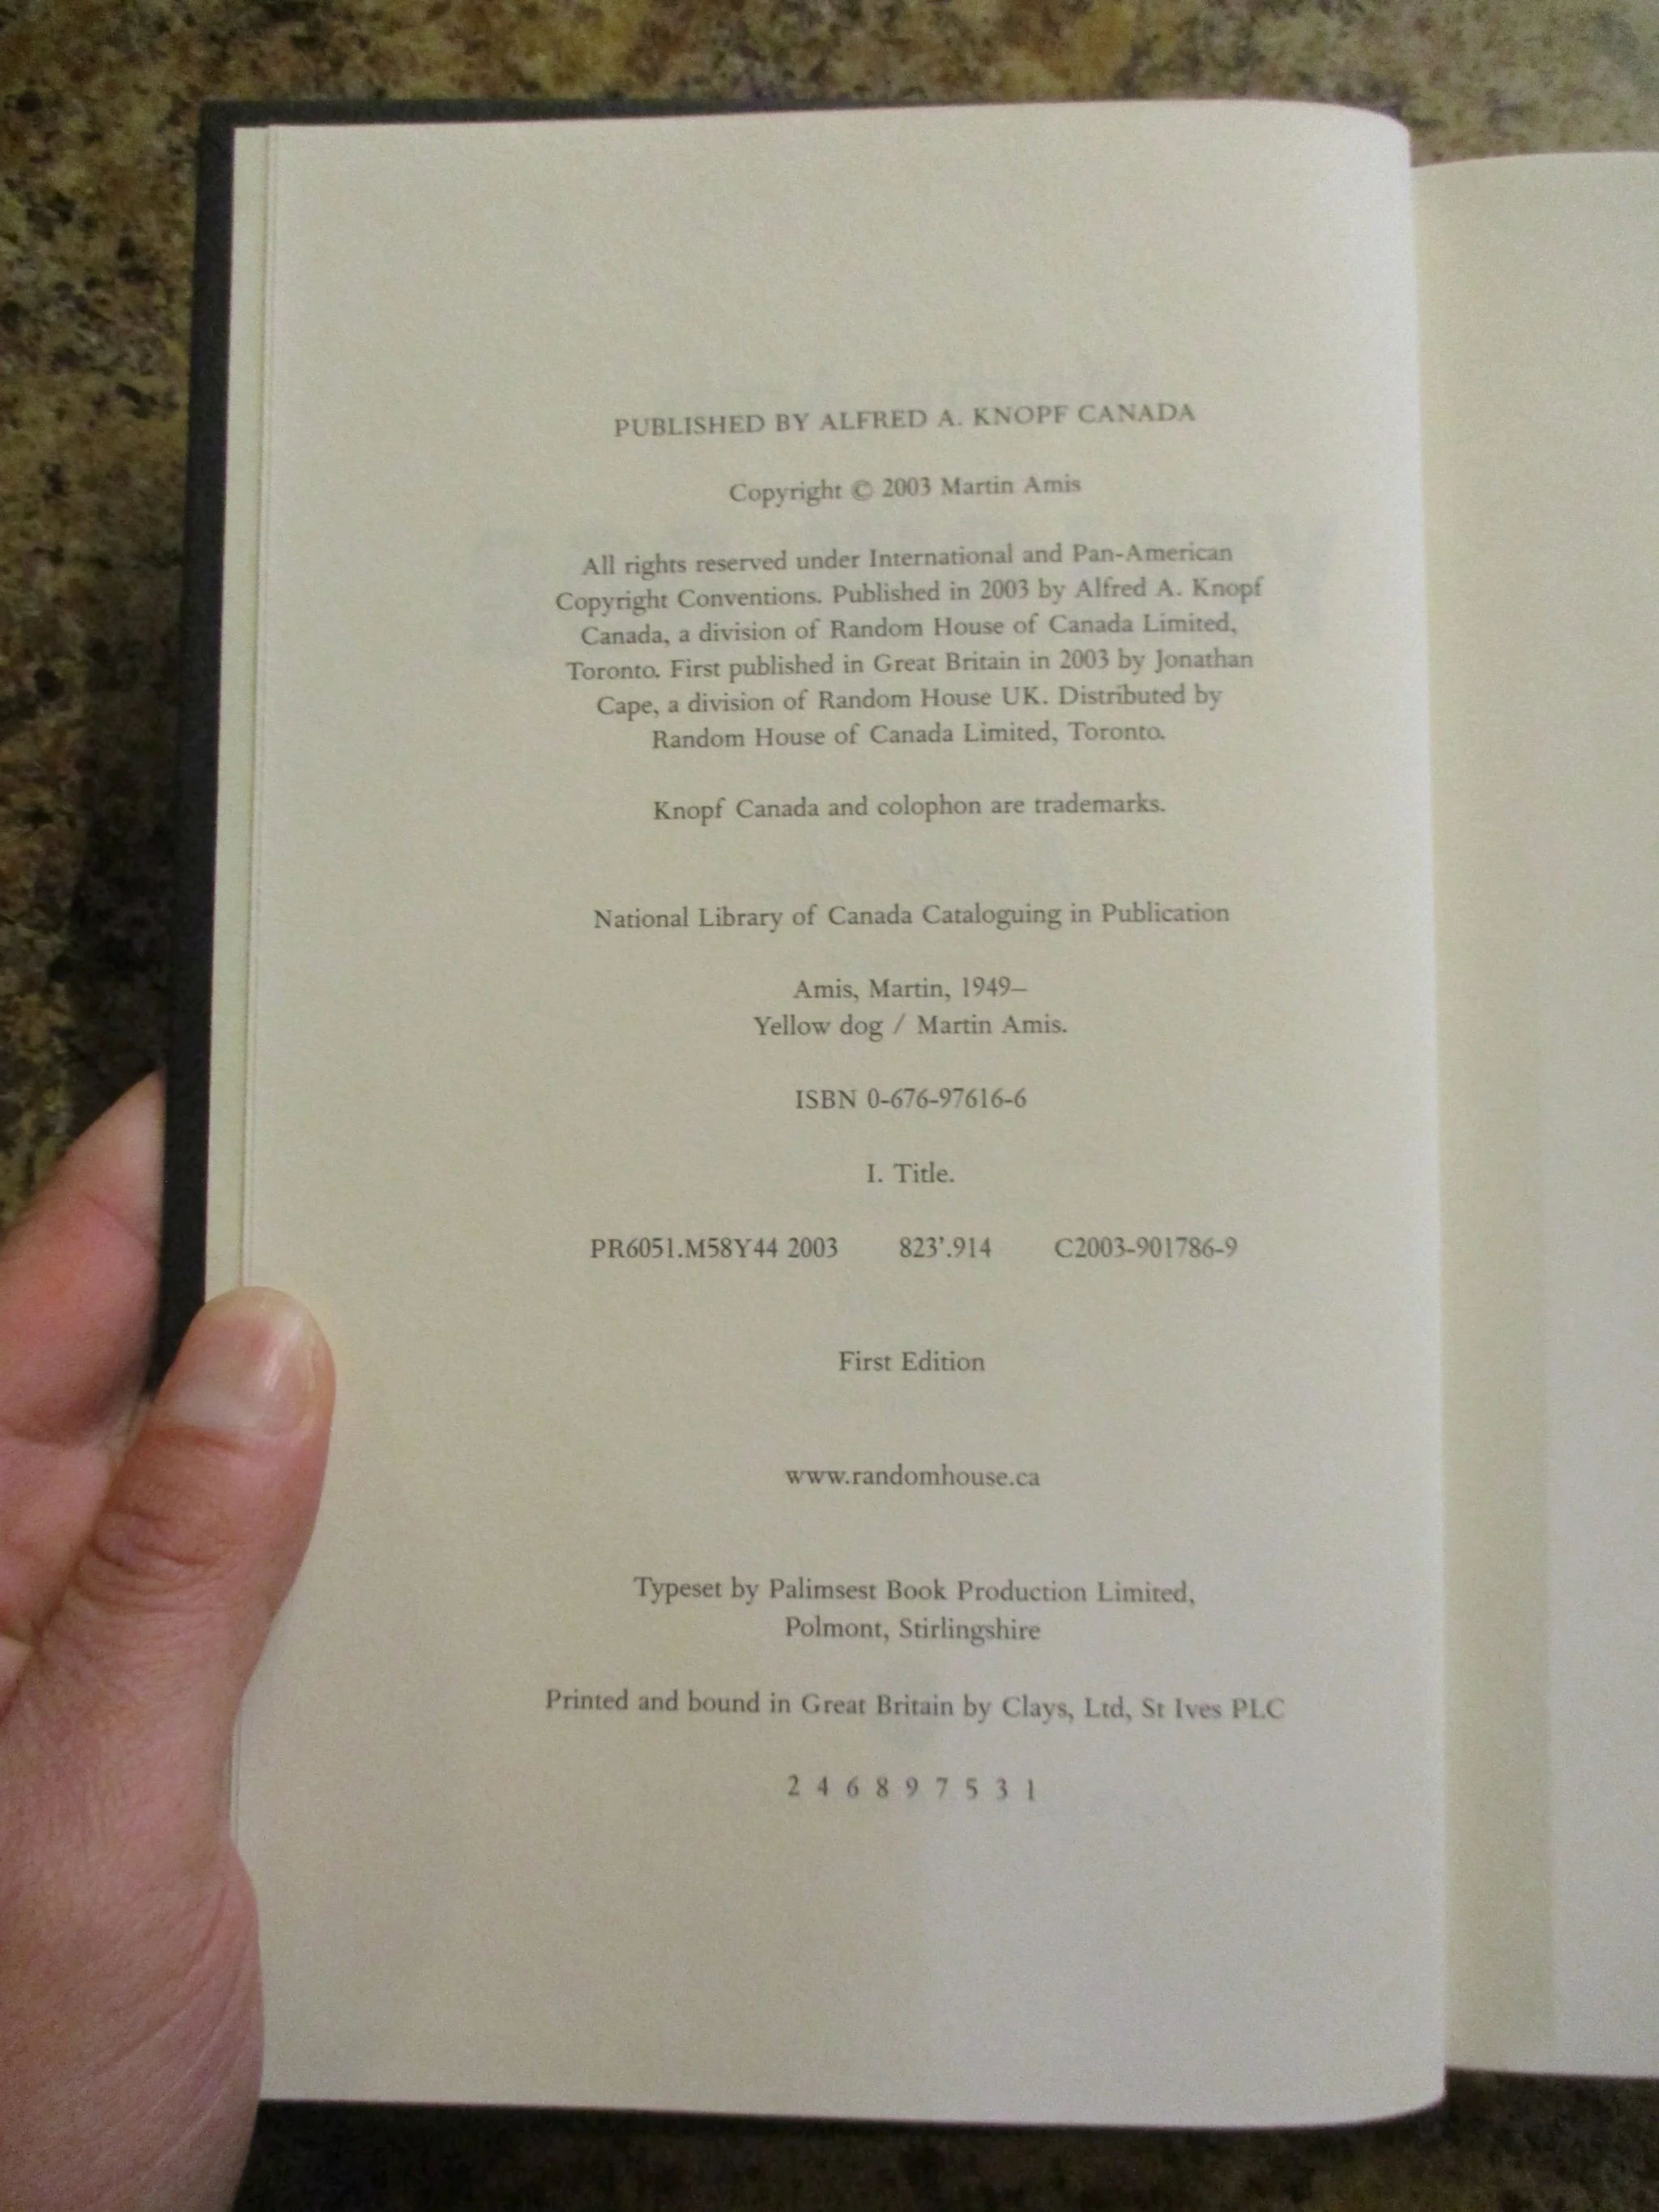 PUBLISHED BY ALFRED A. KNOPF CANADA
Copyright © 2003 Martin Amis
All rights reserved under International and Pan-American
Copyright Conventions. Published in 2003 by Alfred A. Knopf
Canada, a division of Random House of Canada Limited,
Toronto. First published in Great Britain in 2003 by Jonathan
Cape, a division of Random House UK. Distributed by
Random House of Canada Limited, Toronto.
Knopf Canada and colophon are trademarks.
National Library of Canada Cataloguing in Publication
Amis, Martin, 1949–
Yellow dog / Martin Amis.
ISBN 0-676-97616-6
I. Title.
PR6051.M58Y44 2003 823'.914 C2003-901786-9
First Edition
www.randomhouse.ca
Typeset by Palimsest Book Production Limited,
Polmont, Stirlingshire
Printed and bound in Great Britain by Clays, Ltd, St Ives PLC
2 4 6 8 9 7 5 3 1